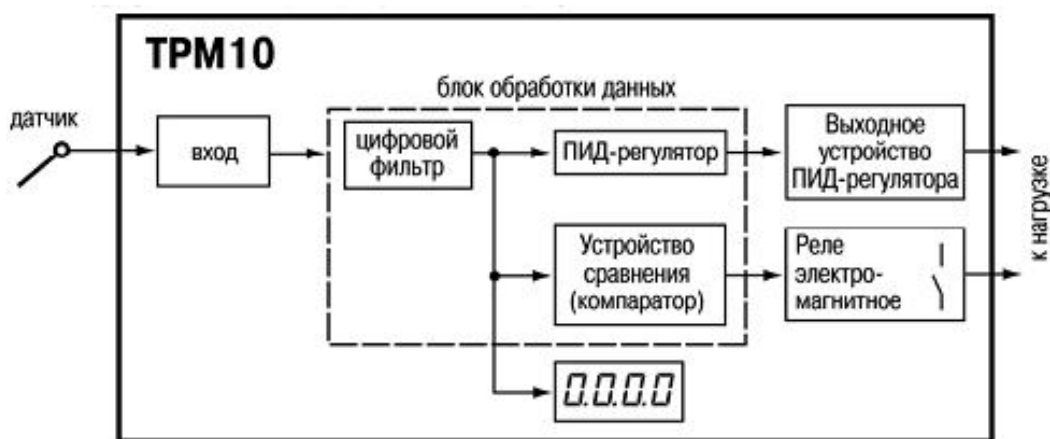 ТРМ10
блок обработки данных
датчик
вход
цифровой
фильтр
ПИД-регулятор
Выходное
устройство
ПИД-регулятора
Устройство
сравнения
(компаратор)
Реле
электро-
магнитное
к нагрузке
0.0.0.0